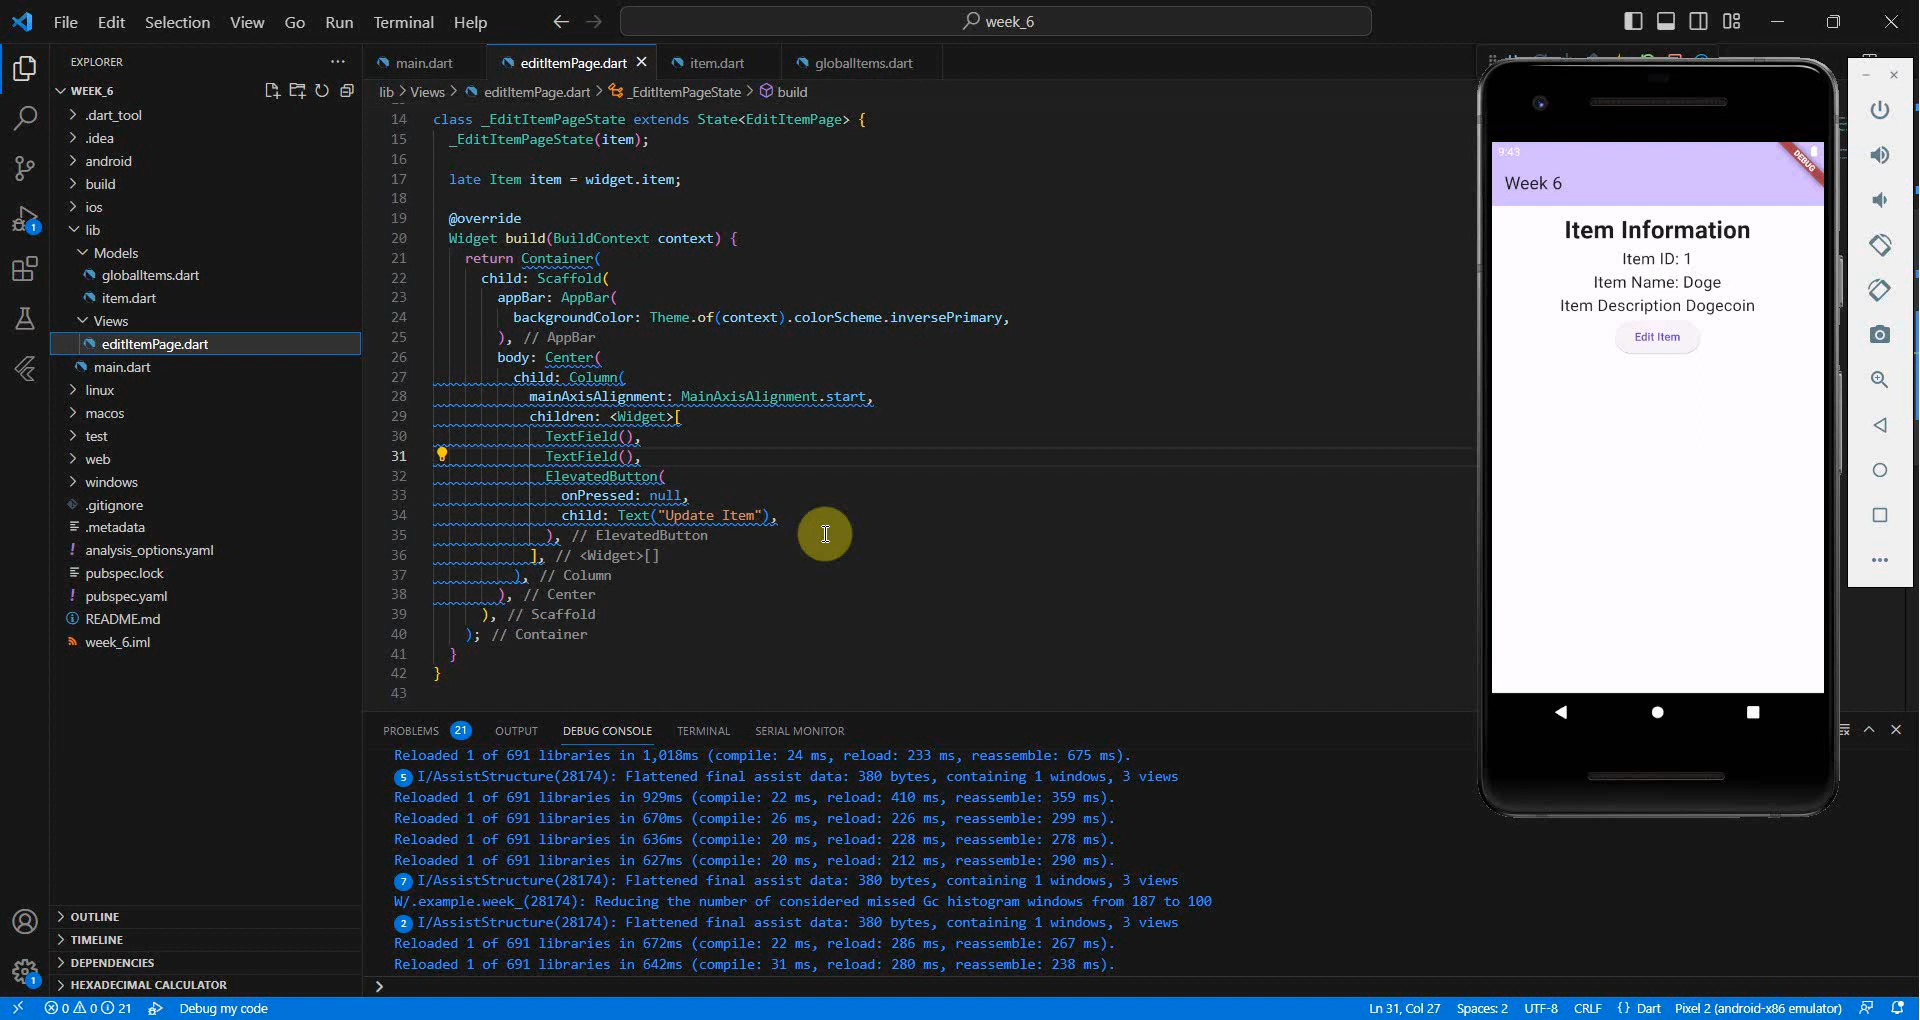 File Edit Selection View Go Run Terminal Help
week_6
EXPLORER
WEEK_6
.dart_tool
.idea
android
build
ios
lib
Models
globalItems.dart
item.dart
Views
editItemPage.dart
main.dart
linux
macos
test
web
windows
.gitignore
.metadata
analysis_options.yaml
pubspec.lock
pubspec.yaml
README.md
week_6.iml
OUTLINE
TIMELINE
DEPENDENCIES
HEXADECIMAL CALCULATOR
main.dart editItemPage.dart item.dart globalItems.dart
lib > Views > editItemPage.dart > _EditItemPageState > build
14 class _EditItemPageState extends State<EditItemPage> {
15 _EditItemPageState(item);
16
17 late Item item = widget.item;
18
19 @override
20 Widget build(BuildContext context) {
21 return Container(
22 child: Scaffold(
23 appBar: AppBar(
24 backgroundColor: Theme.of(context).colorScheme.inversePrimary,
25 ), // AppBar
26 body: Center(
27 child: Column(
28 mainAxisAlignment: MainAxisAlignment.start,
29 children: <Widget>[
30 TextField(),
31 TextField(),
32 ElevatedButton(
33 onPressed: null,
34 child: Text("Update Item"),
35 ), // ElevatedButton
36 ], // <Widget>[]
37 ), // Column
38 ), // Center
39 ), // Scaffold
40 ); // Container
41 }
42 }
43
PROBLEMS 21 OUTPUT DEBUG CONSOLE TERMINAL SERIAL MONITOR
Reloaded 1 of 691 libraries in 1,018ms (compile: 24 ms, reload: 233 ms, reassemble: 675 ms).
5 I/AssistStructure(28174): Flattened final assist data: 380 bytes, containing 1 windows, 3 views
Reloaded 1 of 691 libraries in 929ms (compile: 22 ms, reload: 410 ms, reassemble: 359 ms).
Reloaded 1 of 691 libraries in 670ms (compile: 26 ms, reload: 226 ms, reassemble: 299 ms).
Reloaded 1 of 691 libraries in 636ms (compile: 20 ms, reload: 228 ms, reassemble: 278 ms).
Reloaded 1 of 691 libraries in 627ms (compile: 20 ms, reload: 212 ms, reassemble: 290 ms).
7 I/AssistStructure(28174): Flattened final assist data: 380 bytes, containing 1 windows, 3 views
W/.example.week_(28174): Reducing the number of considered missed Gc histogram windows from 187 to 100
2 I/AssistStructure(28174): Flattened final assist data: 380 bytes, containing 1 windows, 3 views
Reloaded 1 of 691 libraries in 672ms (compile: 22 ms, reload: 286 ms, reassemble: 267 ms).
Reloaded 1 of 691 libraries in 642ms (compile: 31 ms, reload: 280 ms, reassemble: 238 ms).
9:43
DEBUG
Week 6
Item Information
Item ID: 1
Item Name: Doge
Item Description Dogecoin
Edit Item
1
1
0 0 21 Debug my code Ln 31, Col 27 Spaces: 2 UTF-8 CRLF {} Dart Pixel 2 (android-x86 emulator)